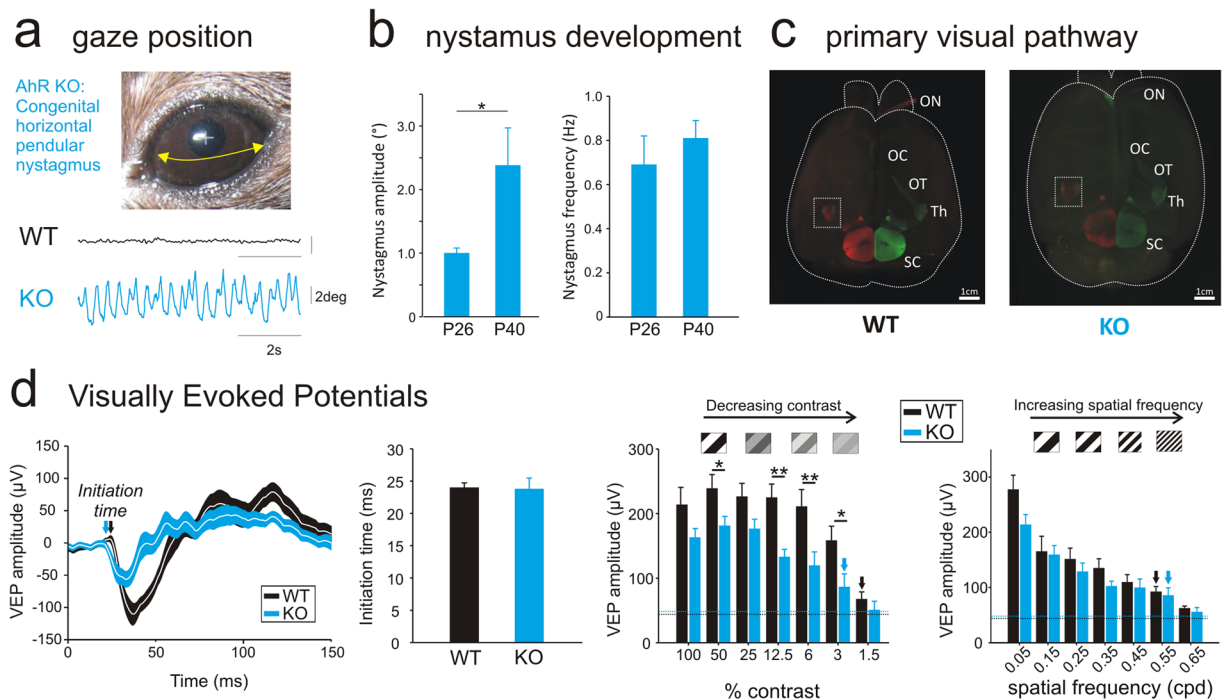 a gaze position
AhR KO:
Congenital
horizontal
pendular
nystagmus
WT
KO
2deg
2s
b nystamus development
Nystagmus amplitude (°)
3.0
2.0
1.0
0
*
P26 P40
Nystagmus frequency (Hz)
1.0
0.8
0.6
0.4
0.2
0
P26 P40
c primary visual pathway
ON
OC
OT
Th
SC
1cm
WT
ON
OC
OT
Th
SC
1cm
KO
d Visually Evoked Potentials
VEP amplitude (µV)
150
100
50
0
-50
-100
-150
Initiation
time
WT
KO
0 50 100 150
Time (ms)
Initiation time (ms)
30
25
20
15
10
5
0
WT KO
Decreasing contrast
WT
KO
VEP amplitude (µV)
300
200
100
0
* ** ** *
100 50 25 12.5 6 3 1.5
% contrast
Increasing spatial frequency
VEP amplitude (µV)
300
200
100
0
0.05 0.15 0.25 0.35 0.45 0.55 0.65
spatial frequency (cpd)